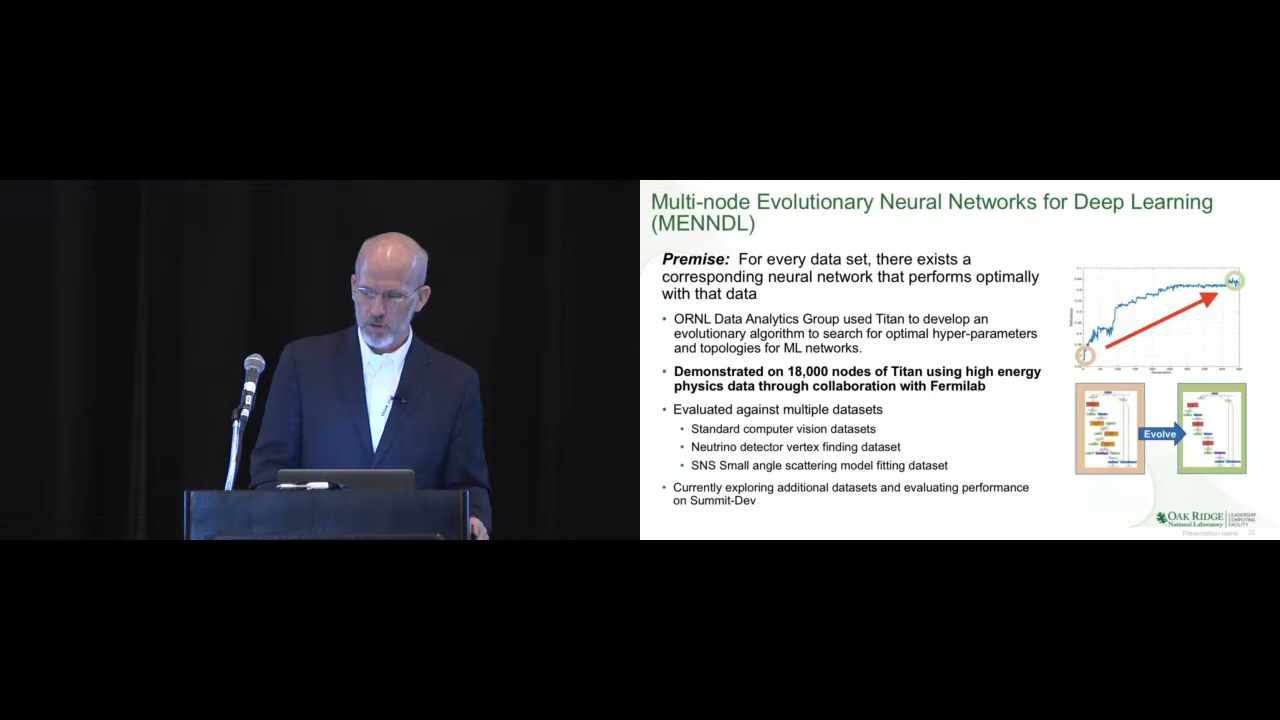 Multi-node Evolutionary Neural Networks for Deep Learning
(MENNDL)
Premise: For every data set, there exists a
corresponding neural network that performs optimally
with that data
• ORNL Data Analytics Group used Titan to develop an
evolutionary algorithm to search for optimal hyper-parameters
and topologies for ML networks.
• Demonstrated on 18,000 nodes of Titan using high energy
physics data through collaboration with Fermilab
• Evaluated against multiple datasets
• Standard computer vision datasets
• Neutrino detector vertex finding dataset
• SNS Small angle scattering model fitting dataset
• Currently exploring additional datasets and evaluating performance
on Summit-Dev
Evolve
OAK RIDGE
National Laboratory
LEADERSHIP
COMPUTING
FACILITY
Presentation name